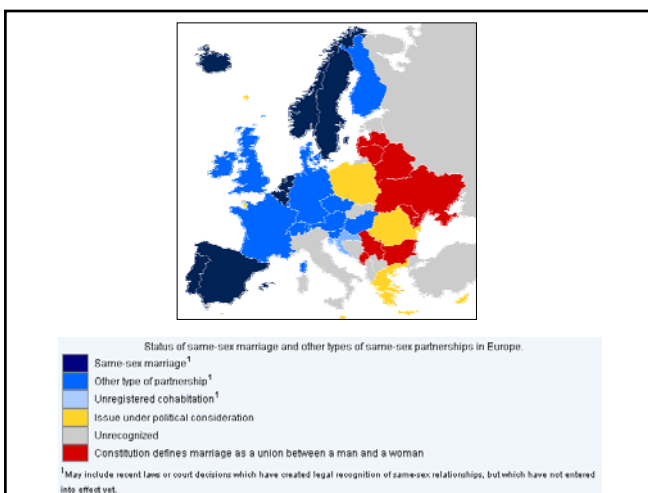 Status of same-sex marriage and other types of same-sex partnerships in Europe.
Same-sex marriage¹
Other type of partnership¹
Unregistered cohabitation¹
Issue under political consideration
Unrecognized
Constitution defines marriage as a union between a man and a woman
¹May include recent laws or court decisions which have created legal recognition of same-sex relationships, but which have not entered
into effect yet.